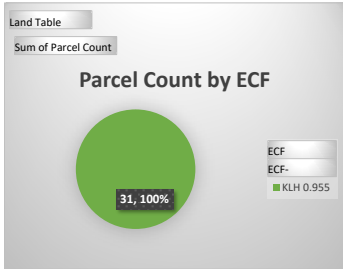 Land Table
Sum of Parcel Count
Parcel Count by ECF
31, 100%
ECF
ECF-
KLH 0.955